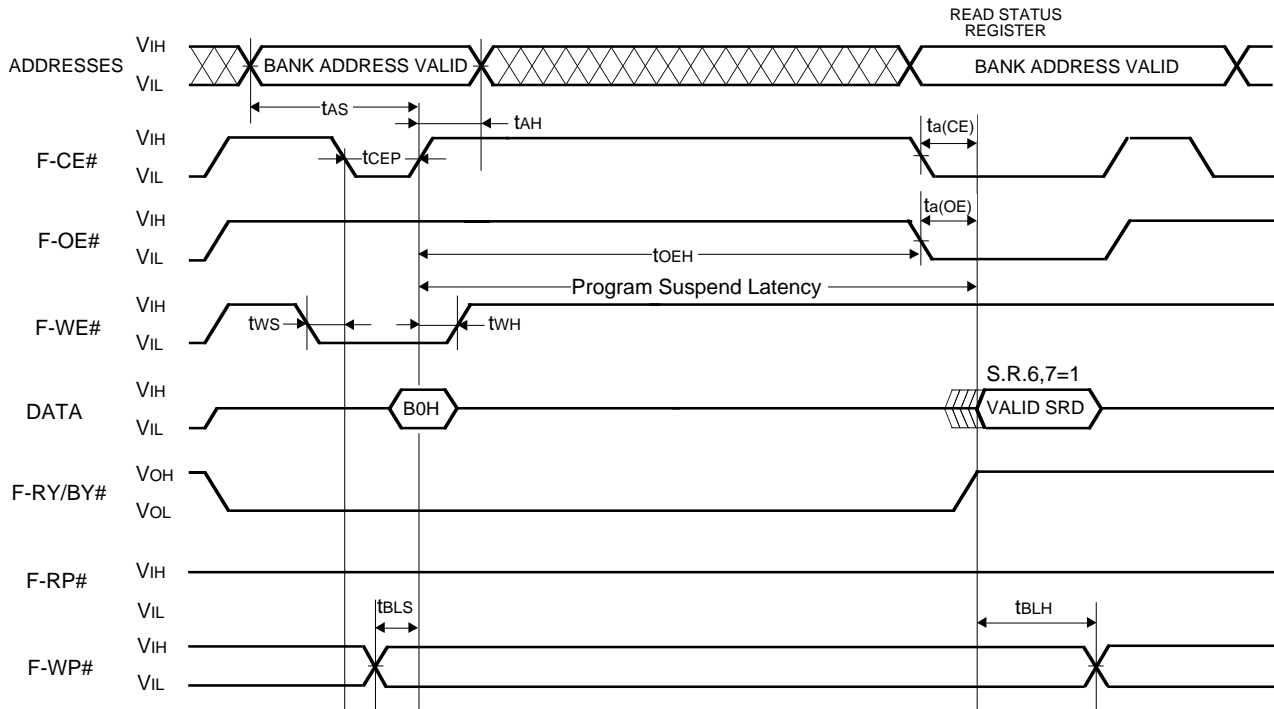 READ STATUS
REGISTER
ADDRESSES
VIH
VIL
BANK ADDRESS VALID
BANK ADDRESS VALID
tAS
tAH
F-CE#
VIH
VIL
tCEP
ta(CE)
F-OE#
VIH
VIL
ta(OE)
tOEH
Program Suspend Latency
F-WE#
VIH
VIL
tWS
tWH
DATA
VIH
VIL
B0H
S.R.6,7=1
VALID SRD
F-RY/BY#
VOH
VOL
F-RP#
VIH
VIL
tBLS
tBLH
F-WP#
VIH
VIL